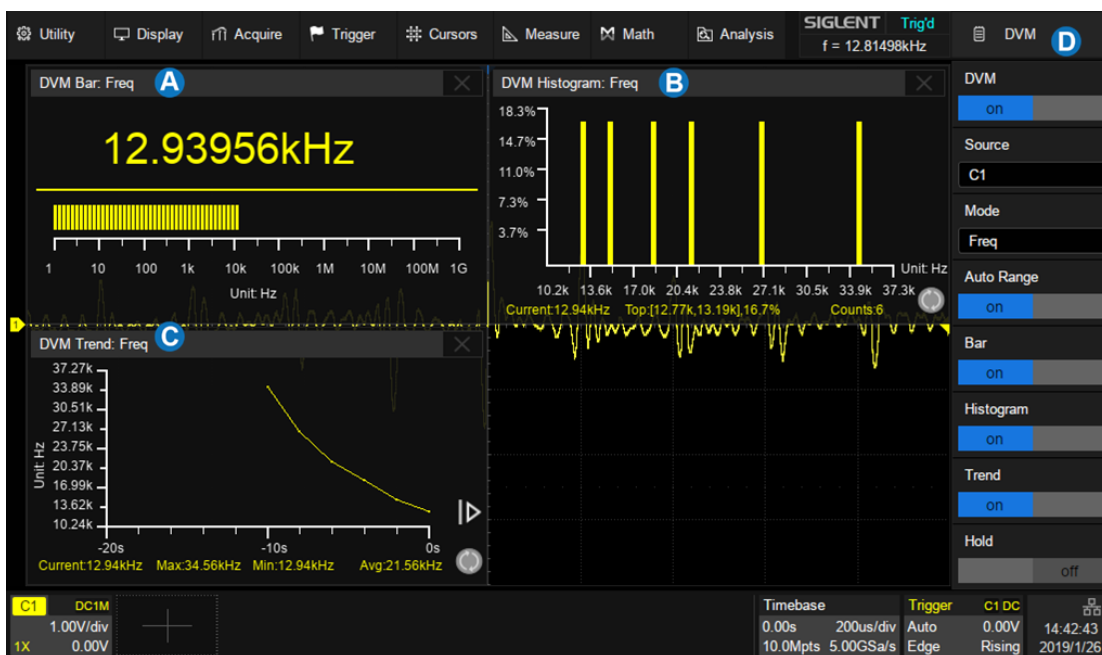 Utility Display Acquire Trigger Cursors Measure Math Analysis
SIGLENT Trig'd
f = 12.81498kHz
DVM D
DVM Bar: Freq A
12.93956kHz
1 10 100 1k 10k 100k 1M 10M 100M 1G
Unit: Hz
DVM Histogram: Freq B
18.3%
14.7%
11.0%
7.3%
3.7%
Unit: Hz
10.2k 13.6k 17.0k 20.4k 23.8k 27.1k 30.5k 33.9k 37.3k
Current:12.94kHz Top:[12.77k,13.19k],16.7% Counts:6
1
DVM Trend: Freq C
37.27k
33.89k
30.51k
27.13k
23.75k
20.37k
16.99k
13.62k
10.24k
Unit: Hz
-20s -10s 0s
Current:12.94kHz Max:34.56kHz Min:12.94kHz Avg:21.56kHz
DVM
on
Source
C1
Mode
Freq
Auto Range
on
Bar
on
Histogram
on
Trend
on
Hold
off
C1 DC1M
1.00V/div
1X 0.00V
Timebase
0.00s 200us/div
10.0Mpts 5.00GSa/s
Trigger C1 DC
Auto 0.00V
Edge Rising
14:42:43
2019/1/26